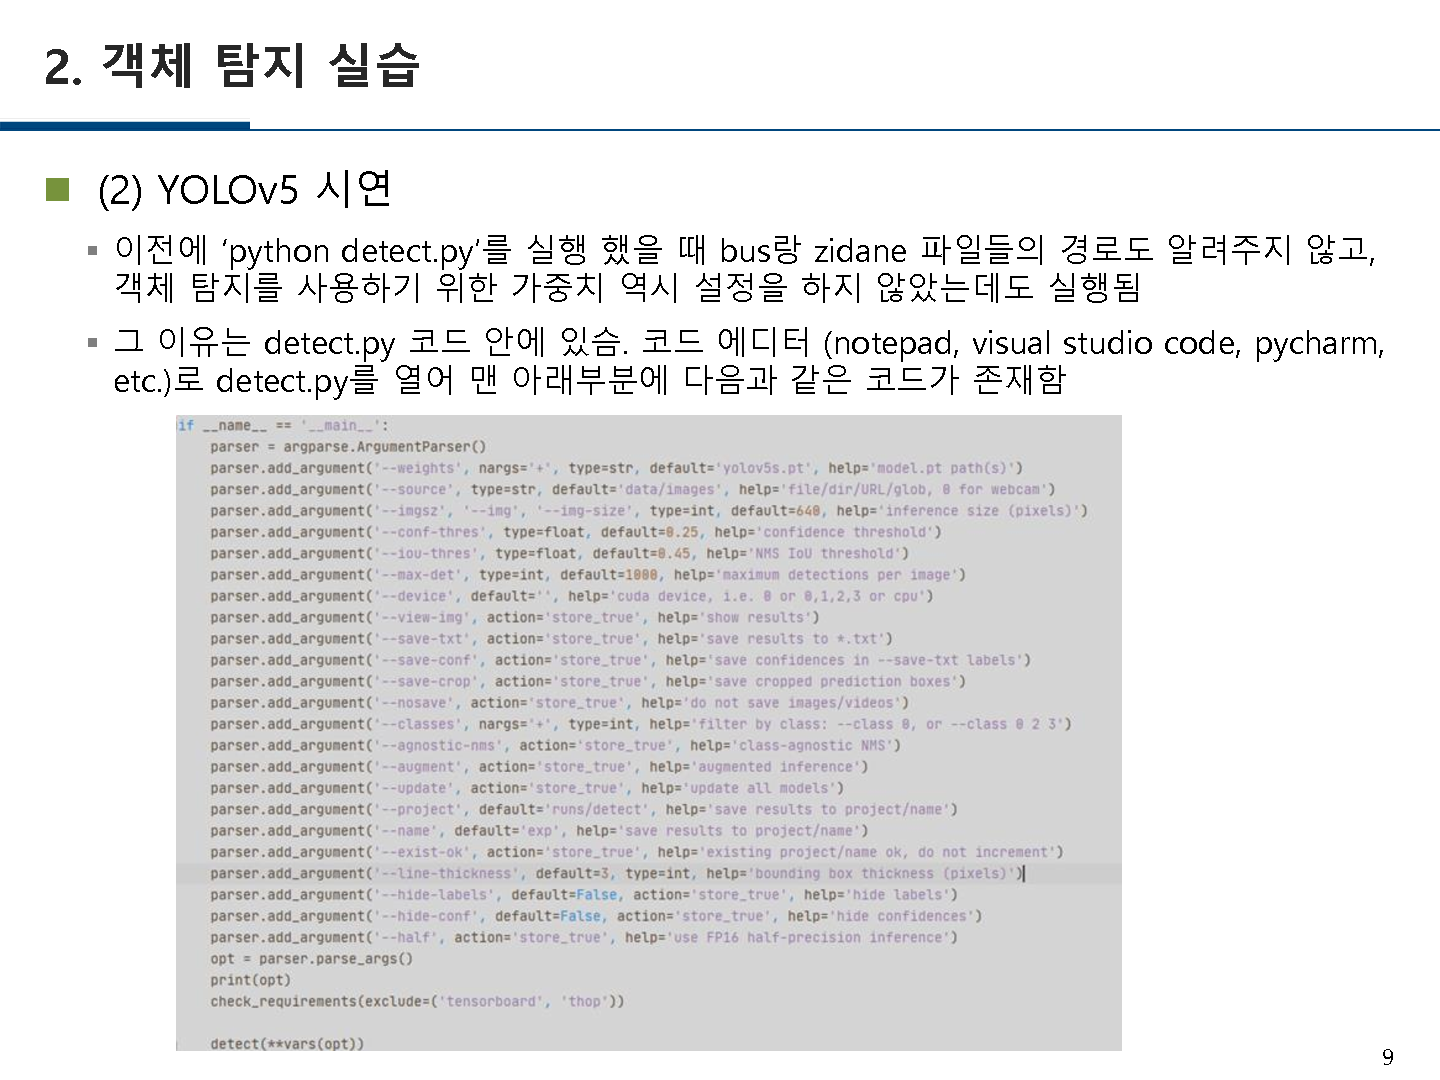 2. 객체 탐지 실습
(2) YOLOv5 시연
이전에 ‘python detect.py’를 실행 했을 때 bus랑 zidane 파일들의 경로도 알려주지 않고,
객체 탐지를 사용하기 위한 가중치 역시 설정을 하지 않았는데도 실행됨
그 이유는 detect.py 코드 안에 있슴. 코드 에디터 (notepad, visual studio code, pycharm,
etc.)로 detect.py를 열어 맨 아래부분에 다음과 같은 코드가 존재함
if __name__ == '__main__':
parser = argparse.ArgumentParser()
parser.add_argument('--weights', nargs='+', type=str, default='yolov5s.pt', help='model.pt path(s)')
parser.add_argument('--source', type=str, default='data/images', help='file/dir/URL/glob, 0 for webcam')
parser.add_argument('--imgsz', '--img', '--img-size', type=int, default=640, help='inference size (pixels)')
parser.add_argument('--conf-thres', type=float, default=0.25, help='confidence threshold')
parser.add_argument('--iou-thres', type=float, default=0.45, help='NMS IoU threshold')
parser.add_argument('--max-det', type=int, default=1000, help='maximum detections per image')
parser.add_argument('--device', default='', help='cuda device, i.e. 0 or 0,1,2,3 or cpu')
parser.add_argument('--view-img', action='store_true', help='show results')
parser.add_argument('--save-txt', action='store_true', help='save results to *.txt')
parser.add_argument('--save-conf', action='store_true', help='save confidences in --save-txt labels')
parser.add_argument('--save-crop', action='store_true', help='save cropped prediction boxes')
parser.add_argument('--nosave', action='store_true', help='do not save images/videos')
parser.add_argument('--classes', nargs='+', type=int, help='filter by class: --class 0, or --class 0 2 3')
parser.add_argument('--agnostic-nms', action='store_true', help='class-agnostic NMS')
parser.add_argument('--augment', action='store_true', help='augmented inference')
parser.add_argument('--update', action='store_true', help='update all models')
parser.add_argument('--project', default='runs/detect', help='save results to project/name')
parser.add_argument('--name', default='exp', help='save results to project/name')
parser.add_argument('--exist-ok', action='store_true', help='existing project/name ok, do not increment')
parser.add_argument('--line-thickness', default=3, type=int, help='bounding box thickness (pixels)')
parser.add_argument('--hide-labels', default=False, action='store_true', help='hide labels')
parser.add_argument('--hide-conf', default=False, action='store_true', help='hide confidences')
parser.add_argument('--half', action='store_true', help='use FP16 half-precision inference')
opt = parser.parse_args()
print(opt)
check_requirements(exclude=('tensorboard', 'thop'))
detect(**vars(opt))
9